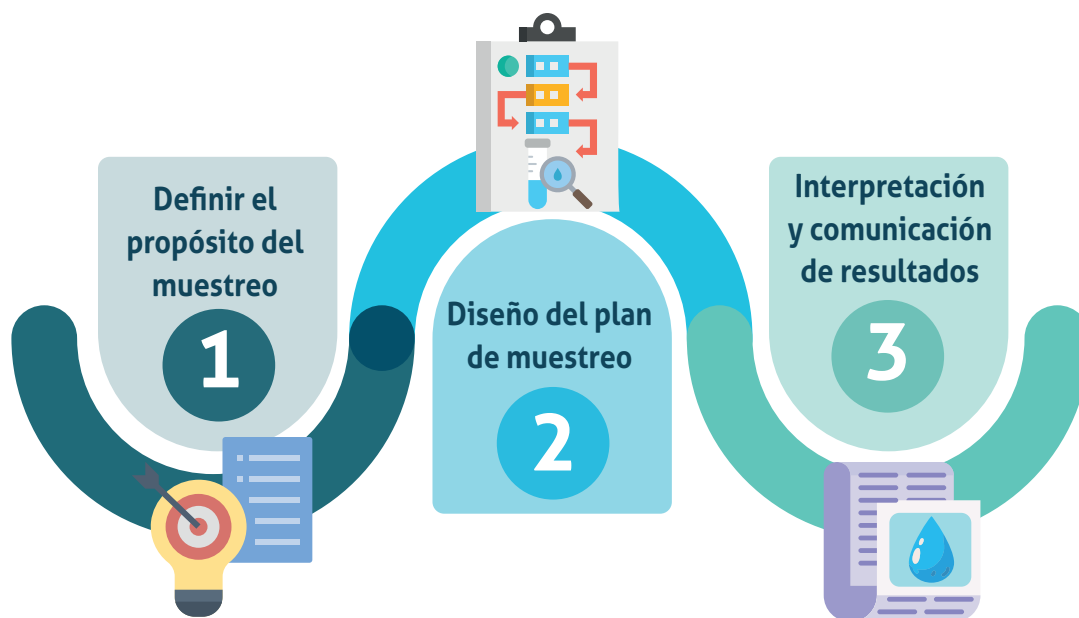 Definir el
propósito del
muestreo
1
Diseño del plan
de muestreo
2
Interpretación
y comunicación
de resultados
3